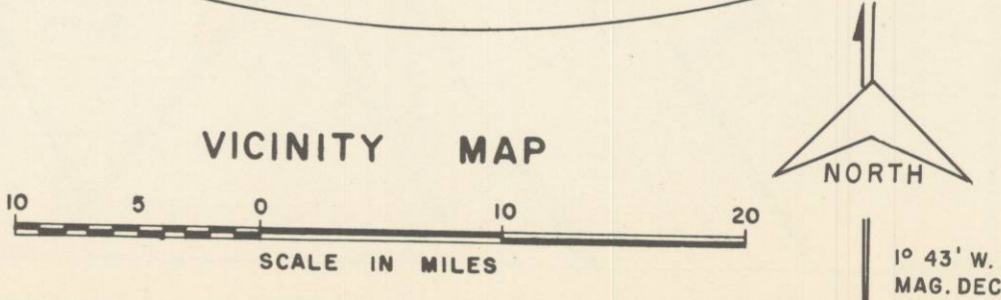 VICINITY MAP
NORTH
10 5 0 10 20
SCALE IN MILES
1° 43' W.
MAG. DEC